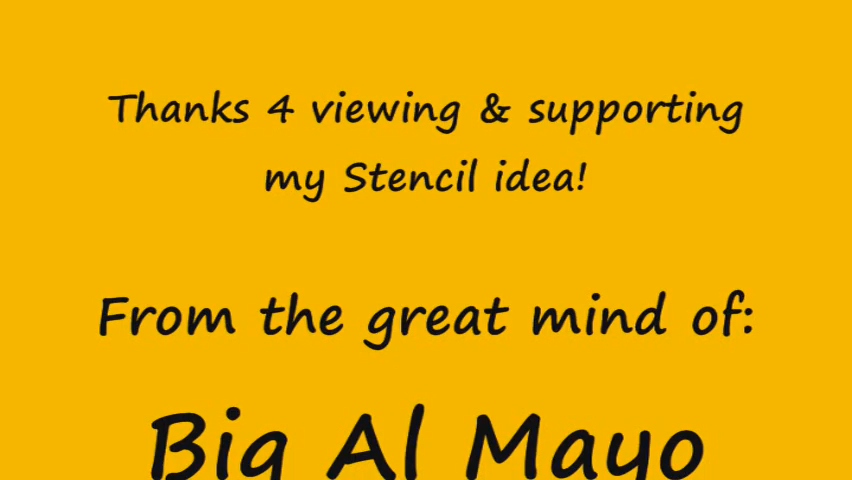 Thanks 4 viewing & supporting
my Stencil idea!
From the great mind of:
Big Al Mayo